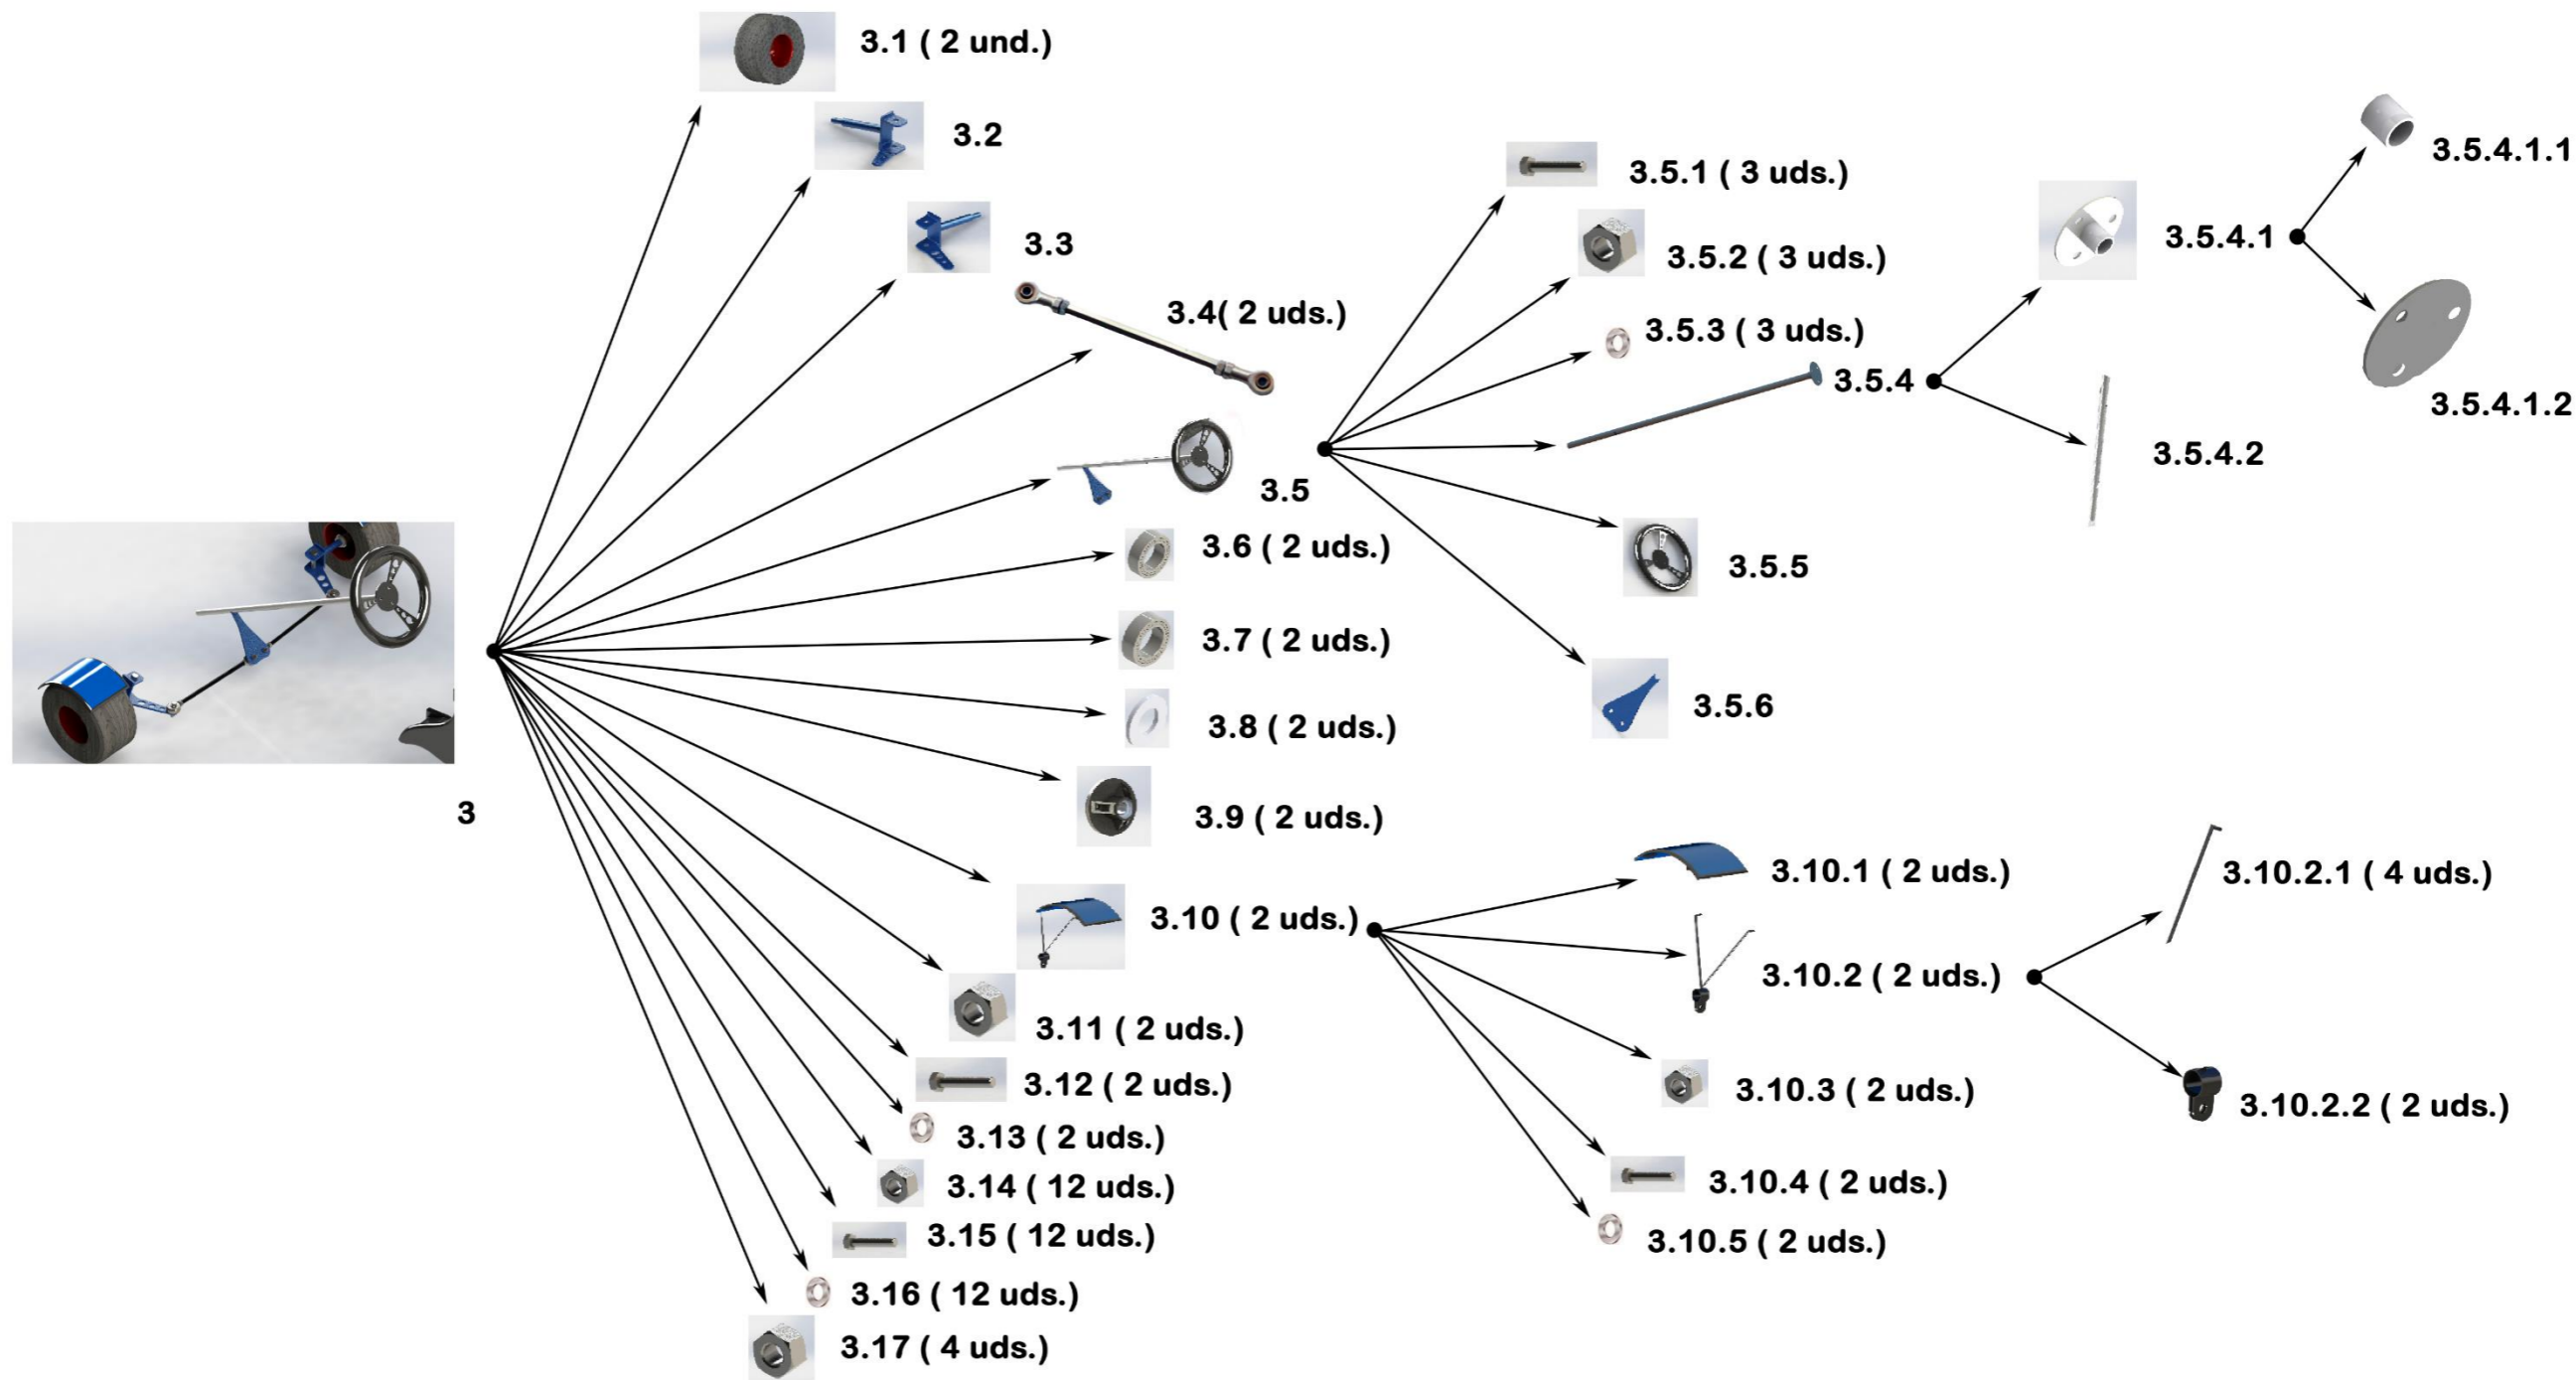 3
3.1 ( 2 und.)
3.2
3.3
3.4( 2 uds.)
3.5
3.6 ( 2 uds.)
3.7 ( 2 uds.)
3.8 ( 2 uds.)
3.9 ( 2 uds.)
3.10 ( 2 uds.)
3.11 ( 2 uds.)
3.12 ( 2 uds.)
3.13 ( 2 uds.)
3.14 ( 12 uds.)
3.15 ( 12 uds.)
3.16 ( 12 uds.)
3.17 ( 4 uds.)
3.5.1 ( 3 uds.)
3.5.2 ( 3 uds.)
3.5.3 ( 3 uds.)
3.5.4
3.5.5
3.5.6
3.5.4.1
3.5.4.2
3.5.4.1.1
3.5.4.1.2
3.10.1 ( 2 uds.)
3.10.2 ( 2 uds.)
3.10.3 ( 2 uds.)
3.10.4 ( 2 uds.)
3.10.5 ( 2 uds.)
3.10.2.1 ( 4 uds.)
3.10.2.2 ( 2 uds.)